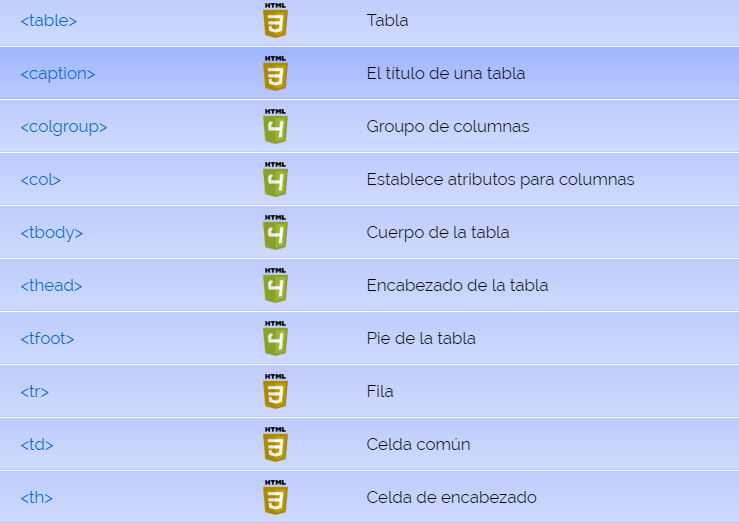 <table> HTML 3 Tabla
<caption> HTML 3 El título de una tabla
<colgroup> HTML 4 Groupo de columnas
<col> HTML 4 Establece atributos para columnas
<tbody> HTML 4 Cuerpo de la tabla
<thead> HTML 4 Encabezado de la tabla
<tfoot> HTML 4 Pie de la tabla
<tr> HTML 3 Fila
<td> HTML 3 Celda común
<th> HTML 3 Celda de encabezado